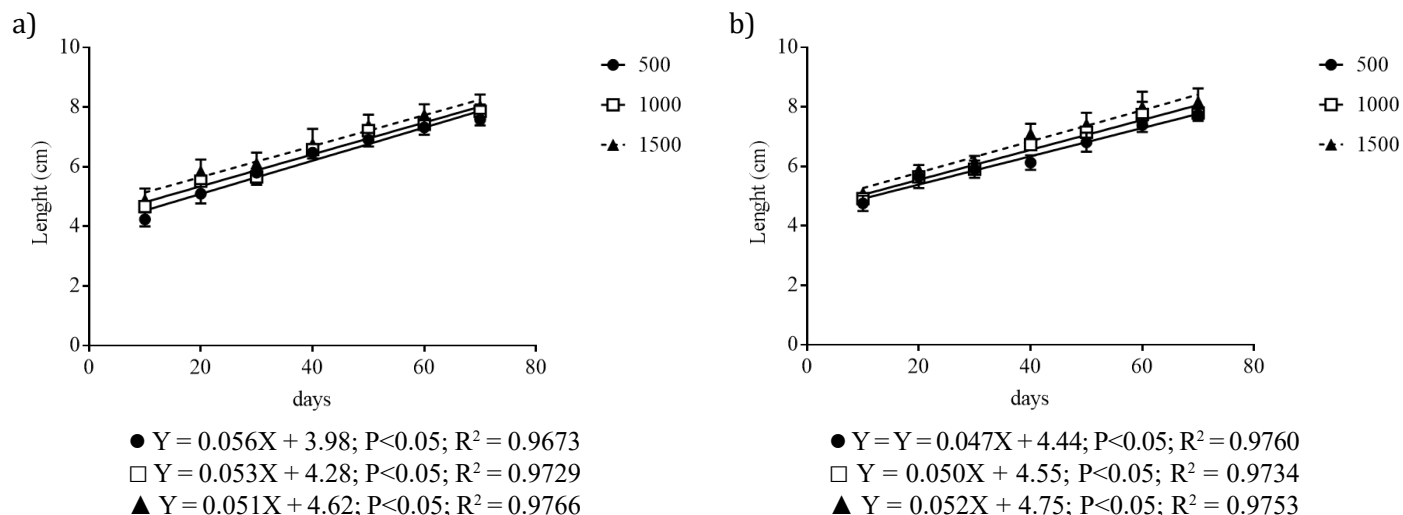 a)
10
8
6
4
2
0
Lenght (cm)
0 20 40 60 80
days
500
1000
1500
● Y = 0.056X + 3.98; P<0.05; R² = 0.9673
□ Y = 0.053X + 4.28; P<0.05; R² = 0.9729
▲ Y = 0.051X + 4.62; P<0.05; R² = 0.9766
b)
10
8
6
4
2
0
Lenght (cm)
0 20 40 60 80
days
500
1000
1500
● Y = Y = 0.047X + 4.44; P<0.05; R² = 0.9760
□ Y = 0.050X + 4.55; P<0.05; R² = 0.9734
▲ Y = 0.052X + 4.75; P<0.05; R² = 0.9753